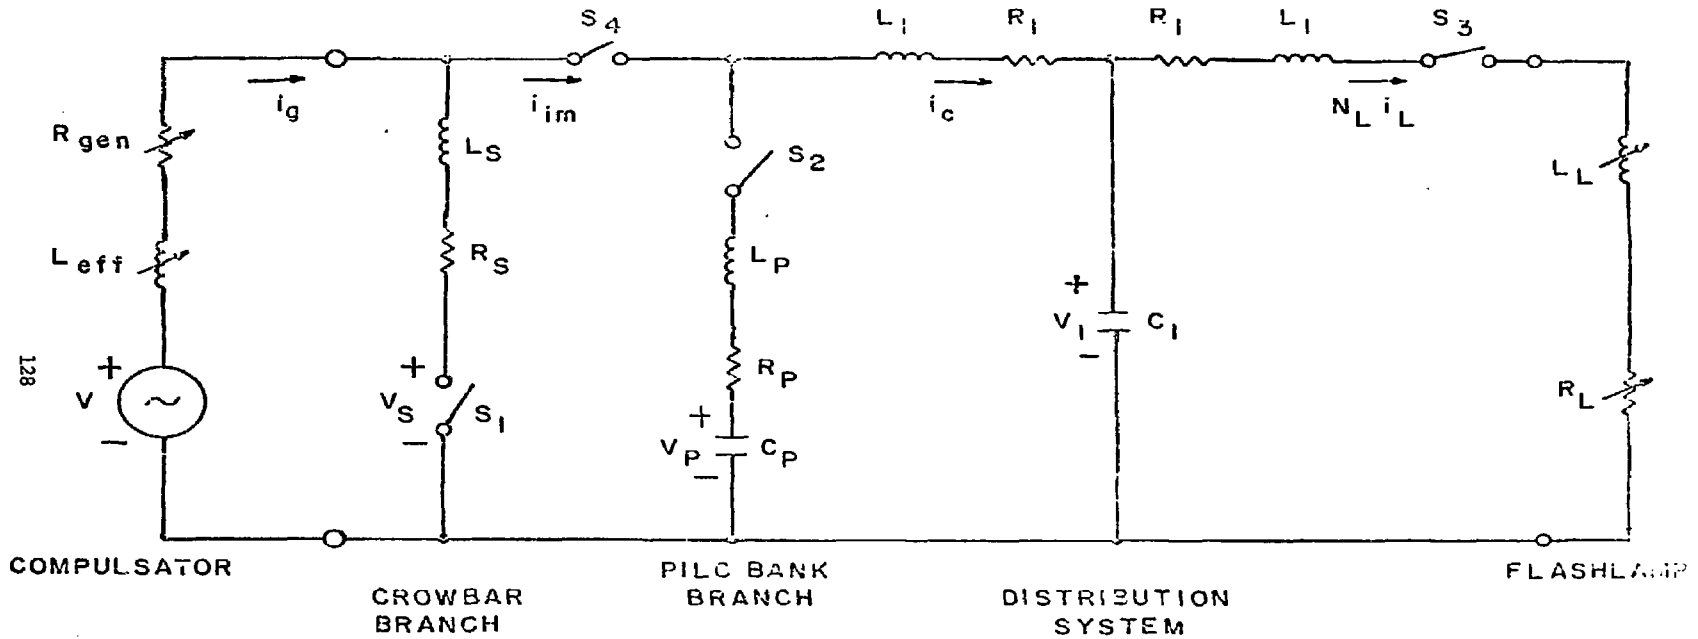 S4
L1 R1 R1 L1 S3
ig
iim
ic
NL iL
Rgen
LS
S2
LL
Leff
RS
LP
+
V1 C1
−
128
+
V
∼
−
+
VS S1
−
RP
RL
+
VP CP
−
COMPULSATOR
CROWBAR
BRANCH
PILC BANK
BRANCH
DISTRIBUTION
SYSTEM
FLASHLAMP